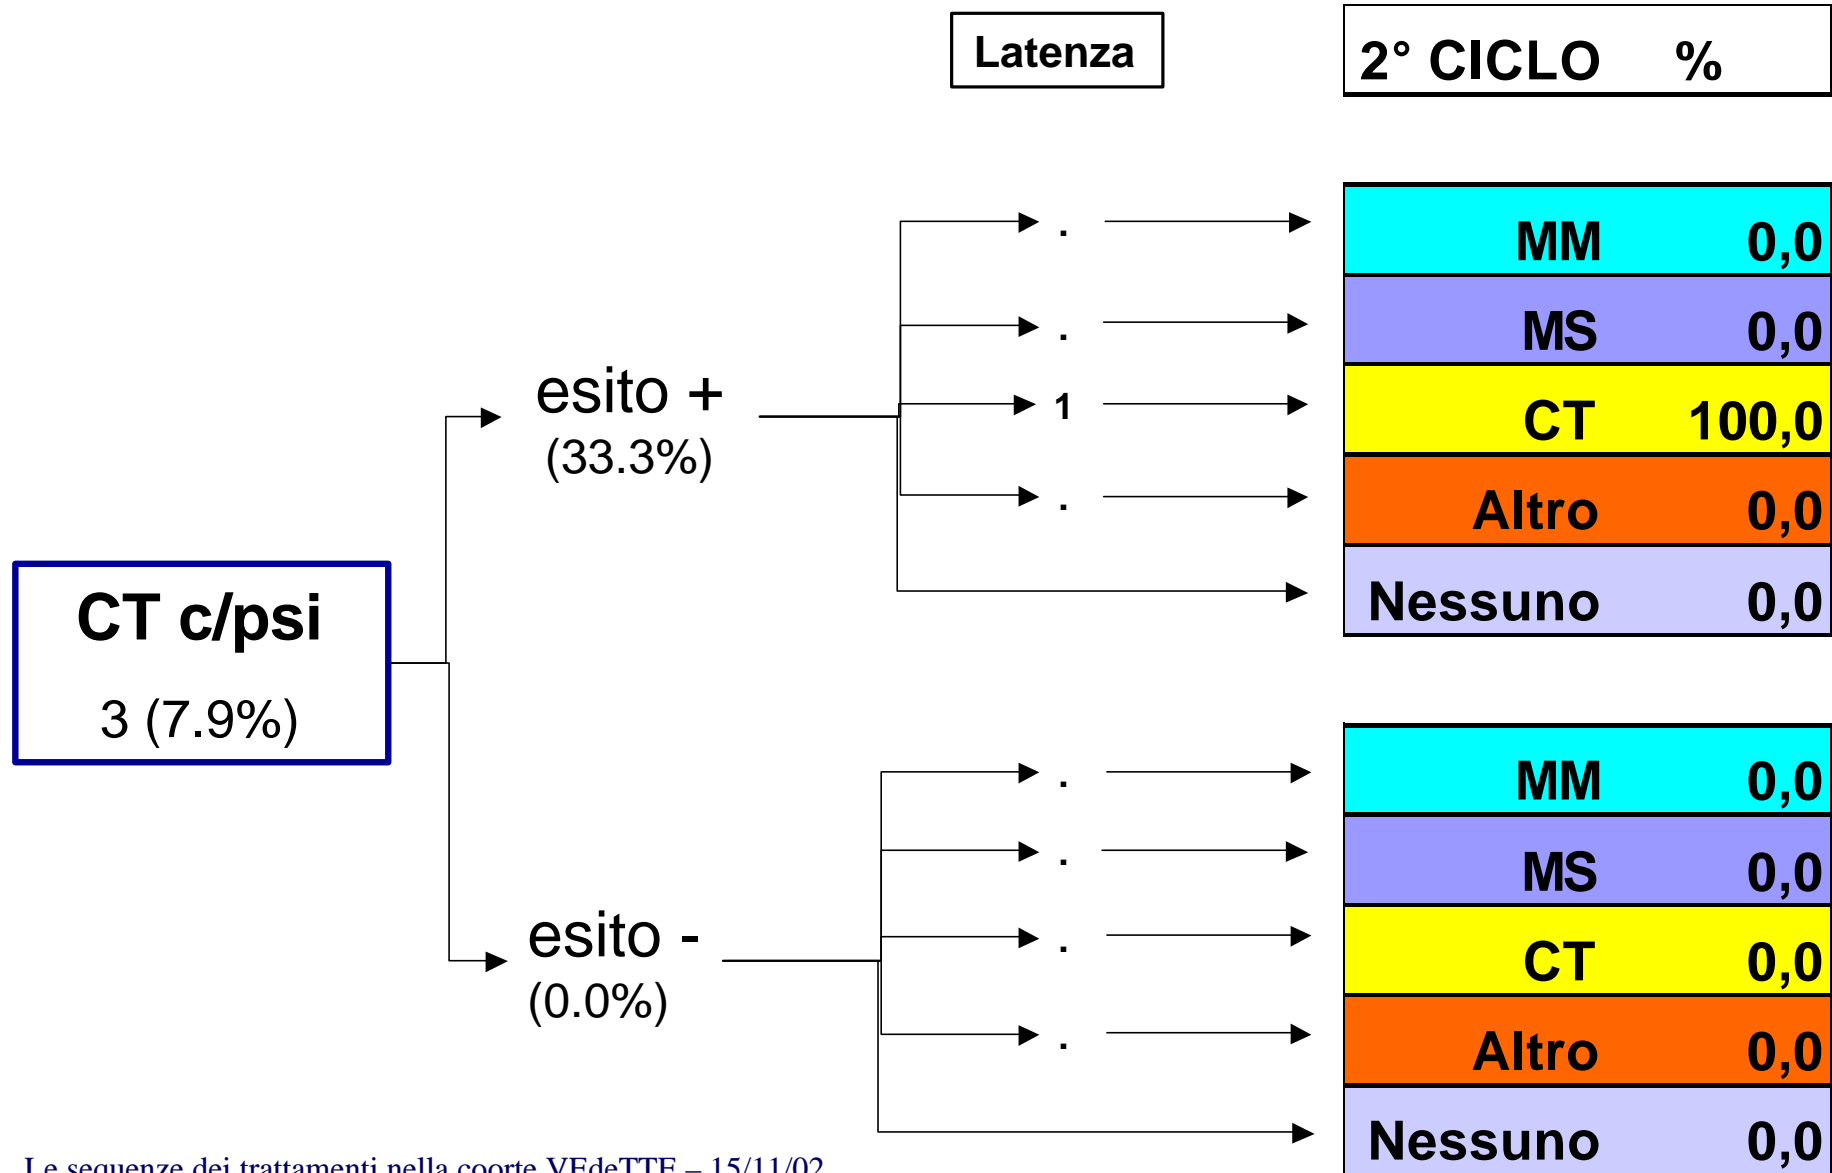 Latenza
2° CICLO %
.
MM 0,0
.
MS 0,0
esito +
(33.3%)
1
CT 100,0
.
Altro 0,0
Nessuno 0,0
CT c/psi
3 (7.9%)
.
MM 0,0
.
MS 0,0
esito -
(0.0%)
.
CT 0,0
.
Altro 0,0
Nessuno 0,0
Le sequenze dei trattamenti nella coorte VEdeTTE – 15/11/02